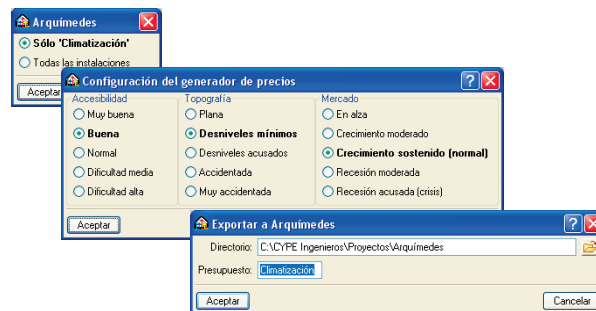 Arquímedes
Sólo 'Climatización'
Todas las instalaciones
Aceptar
Configuración del generador de precios
Accesibilidad
Muy buena
Buena
Normal
Dificultad media
Dificultad alta
Topografía
Plana
Desniveles mínimos
Desniveles acusados
Accidentada
Muy accidentada
Mercado
En alza
Crecimiento moderado
Crecimiento sostenido (normal)
Recesión moderada
Recesión acusada (crisis)
Aceptar
Exportar a Arquímedes
Directorio: C:\CYPE Ingenieros\Proyectos\Arquímedes
Presupuesto: Climatización
Aceptar Cancelar